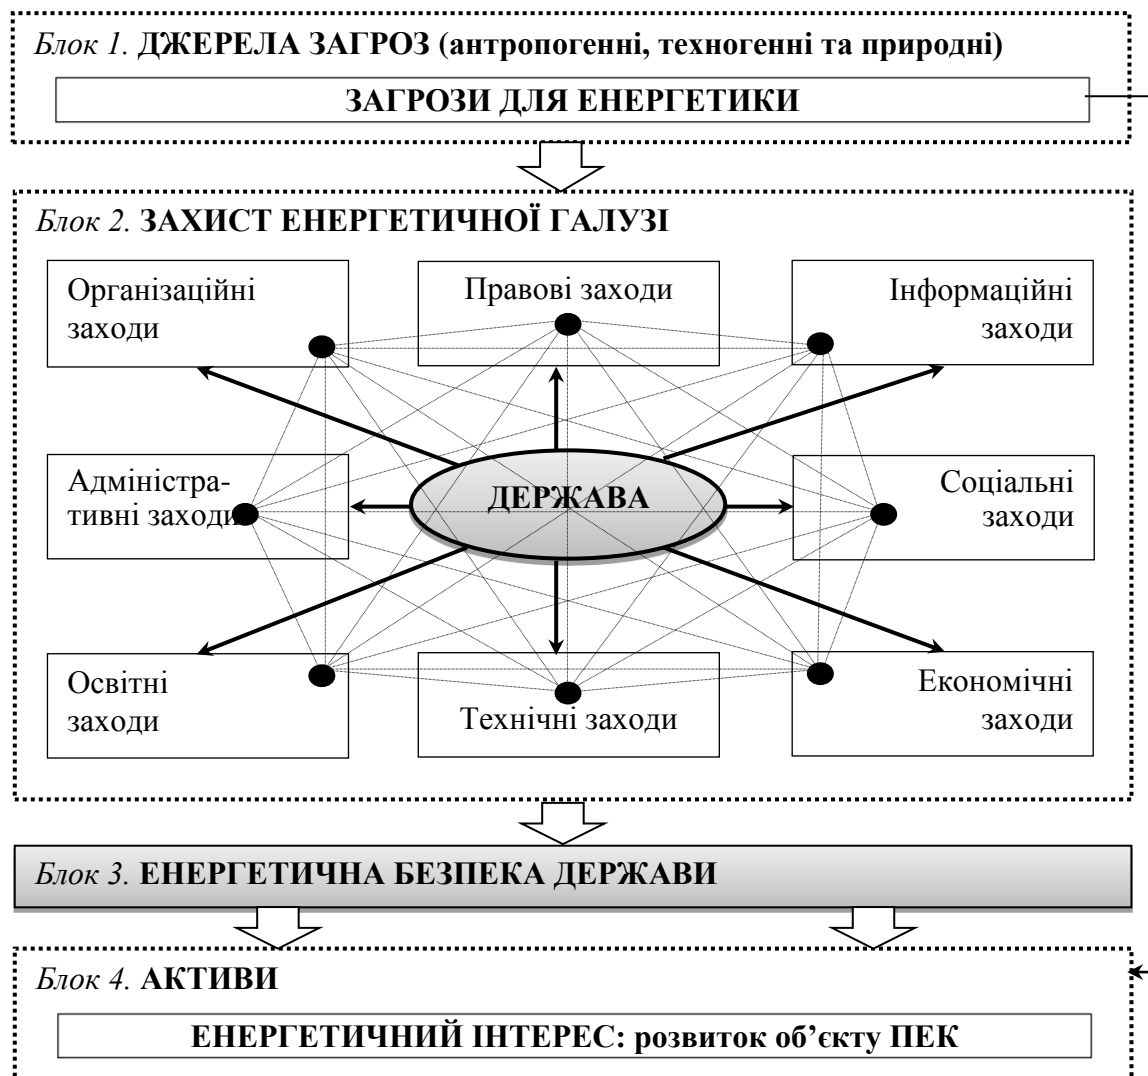 Блок 1. ДЖЕРЕЛА ЗАГРОЗ (антропогенні, техногенні та природні)
ЗАГРОЗИ ДЛЯ ЕНЕРГЕТИКИ
Блок 2. ЗАХИСТ ЕНЕРГЕТИЧНОЇ ГАЛУЗІ
Організаційні
заходи
Правові заходи
Інформаційні
заходи
Адміністра-
тивні заходи
ДЕРЖАВА
Соціальні
заходи
Освітні
заходи
Технічні заходи
Економічні
заходи
Блок 3. ЕНЕРГЕТИЧНА БЕЗПЕКА ДЕРЖАВИ
Блок 4. АКТИВИ
ЕНЕРГЕТИЧНИЙ ІНТЕРЕС: розвиток об’єкту ПЕК